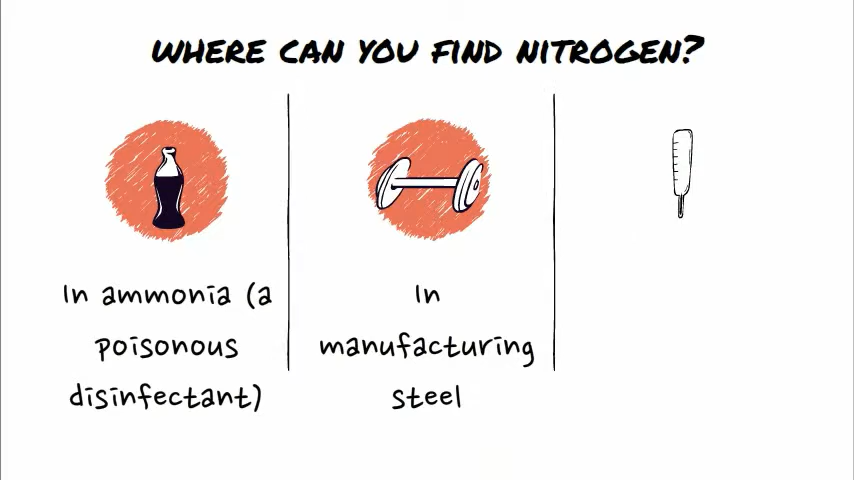 WHERE CAN YOU FIND NITROGEN?
In ammonia (a
poisonous
disinfectant)
In
manufacturing
steel